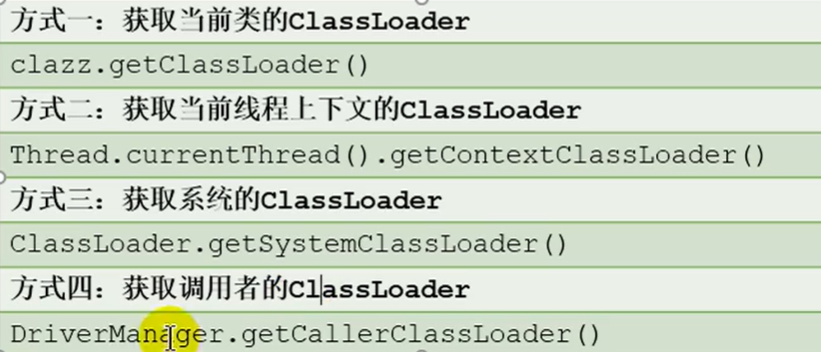 方式一：获取当前类的ClassLoader
clazz.getClassLoader()
方式二：获取当前线程上下文的ClassLoader
Thread.currentThread().getContextClassLoader()
方式三：获取系统的ClassLoader
ClassLoader.getSystemClassLoader()
方式四：获取调用者的ClassLoader
DriverManager.getCallerClassLoader()